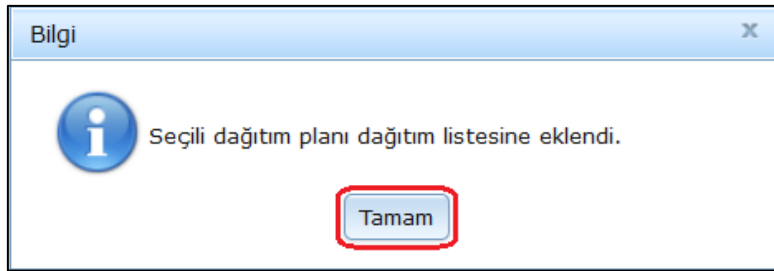 Bilgi
x
Seçili dağıtım planı dağıtım listesine eklendi.
Tamam